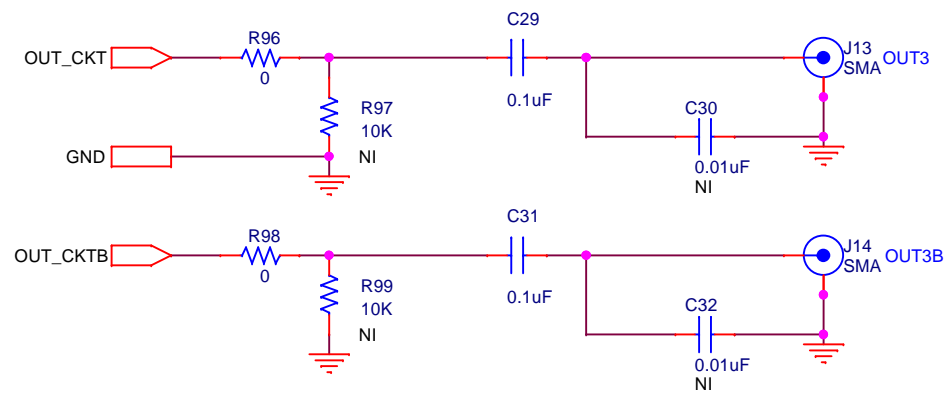 C29
R96
J13
OUT_CKT
OUT3
SMA
0
0.1uF
R97
C30
10K
GND
NI
0.01uF
NI
C31
R98
J14
OUT_CKTB
OUT3B
SMA
0
R99
0.1uF
C32
10K
NI
0.01uF
NI